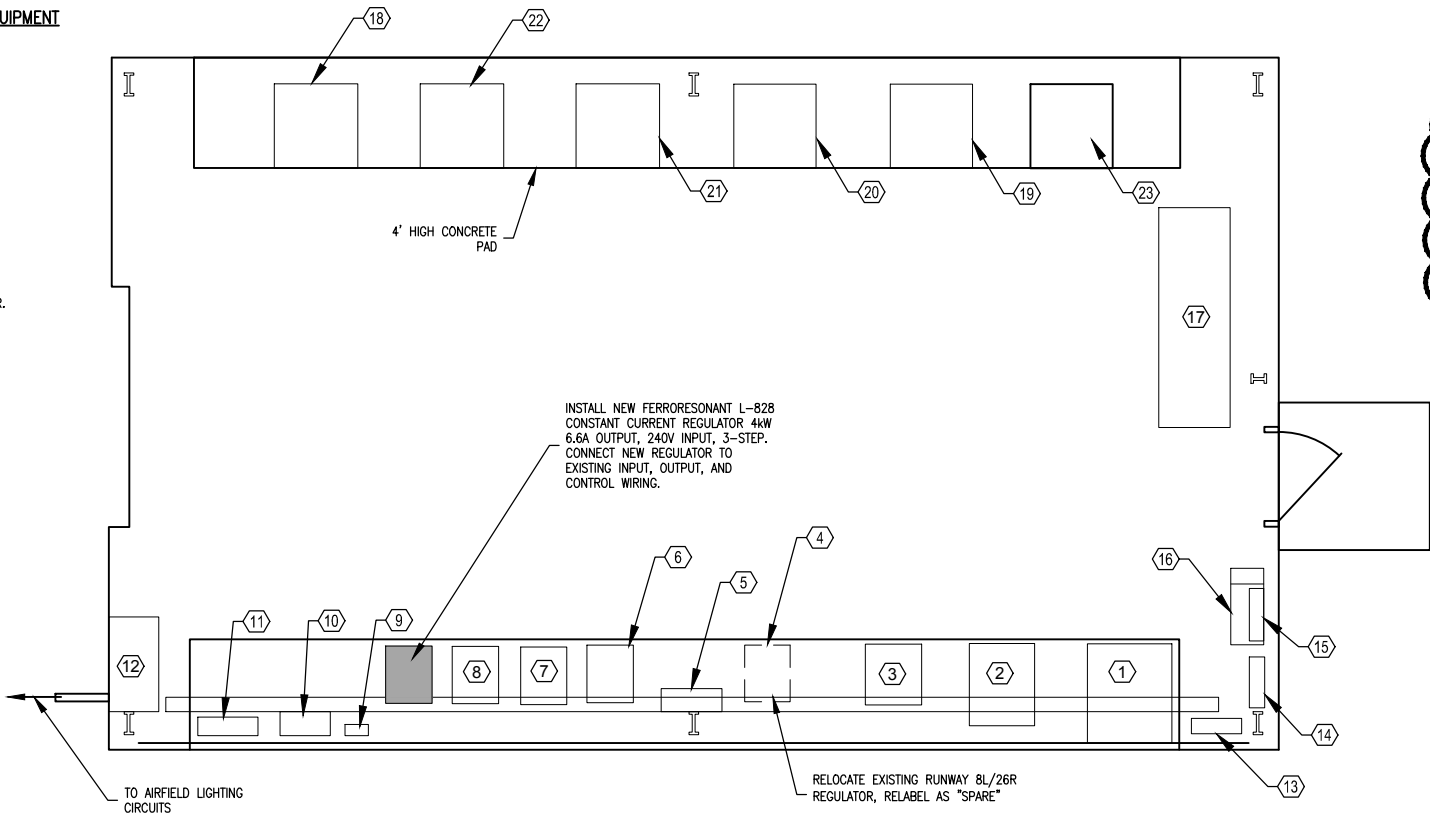 UIPMENT
18
22
21
20
19
23
4' HIGH CONCRETE
PAD
R.
17
INSTALL NEW FERRORESONANT L-828
CONSTANT CURRENT REGULATOR 4kW
6.6A OUTPUT, 240V INPUT, 3-STEP.
CONNECT NEW REGULATOR TO
EXISTING INPUT, OUTPUT, AND
CONTROL WIRING.
4
6
5
16
15
11
10
9
12
8
7
3
2
1
14
13
TO AIRFIELD LIGHTING
CIRCUITS
RELOCATE EXISTING RUNWAY 8L/26R
REGULATOR, RELABEL AS "SPARE"